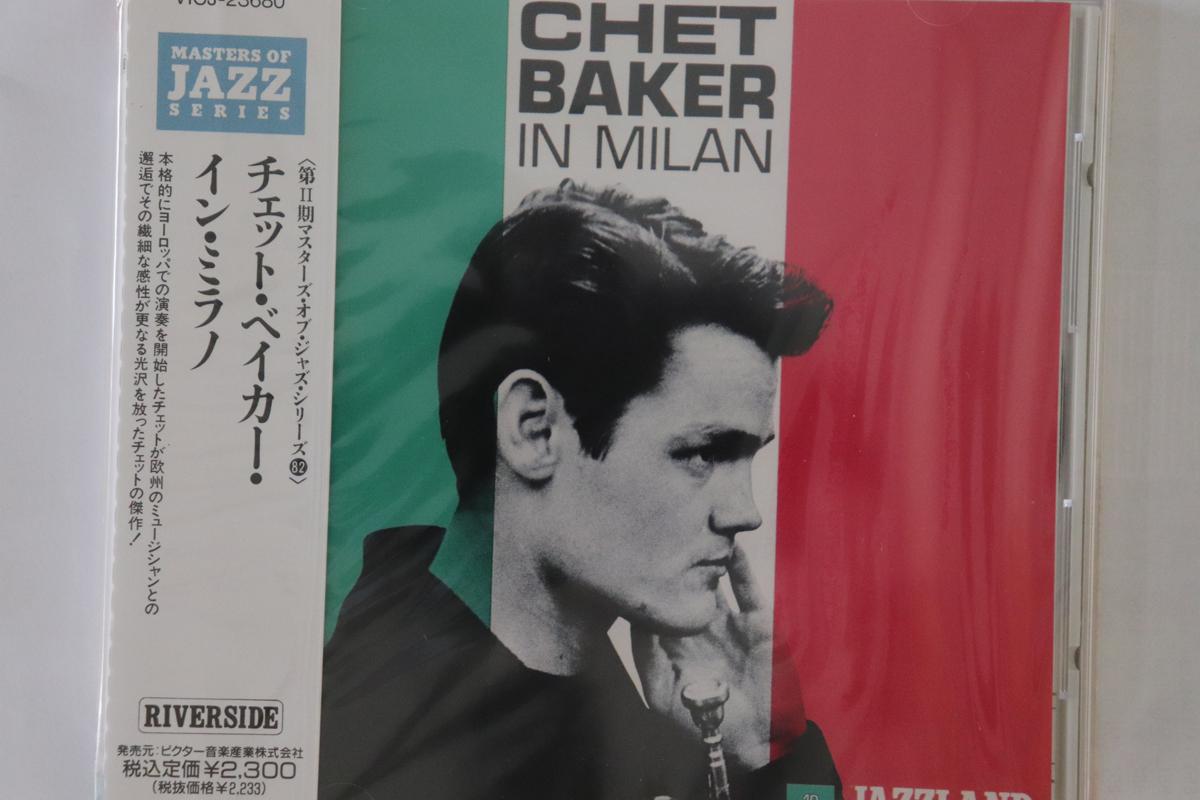 VICJ-23680
MASTERS OF
JAZZ
SERIES
〈第II期マスターズ・オブ・ジャズ・シリーズ82〉
チェット・ベイカー・
イン・ミラノ
本格的にヨーロッパでの演奏を開始したチェットが欧州のミュージシャンとの
邂逅でその繊細な感性が更なる光沢を放ったチェットの傑作!
RIVERSIDE
発売元:ビクター音楽産業株式会社
税込定価¥2,300
(税抜価格¥2,233)
CHET
BAKER
IN MILAN
JAZZLAND